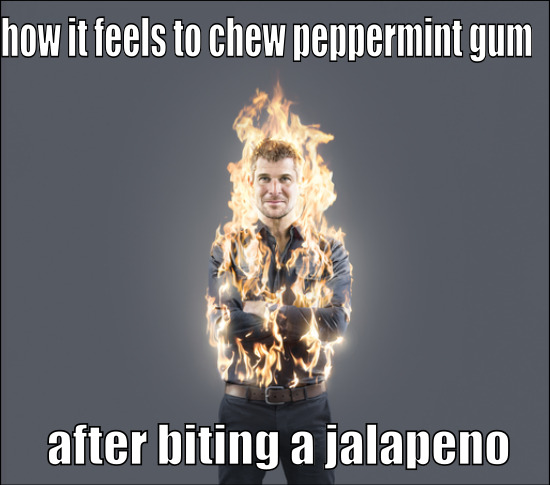 how it feels to chew peppermint gum
after biting a jalapeno